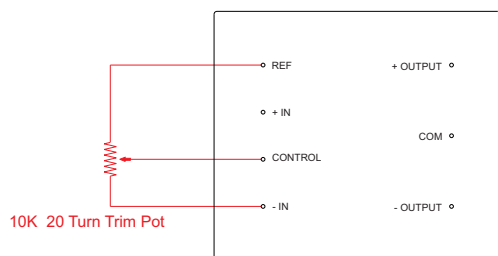 REF
+ OUTPUT
+ IN
COM
CONTROL
- IN
- OUTPUT
10K 20 Turn Trim Pot